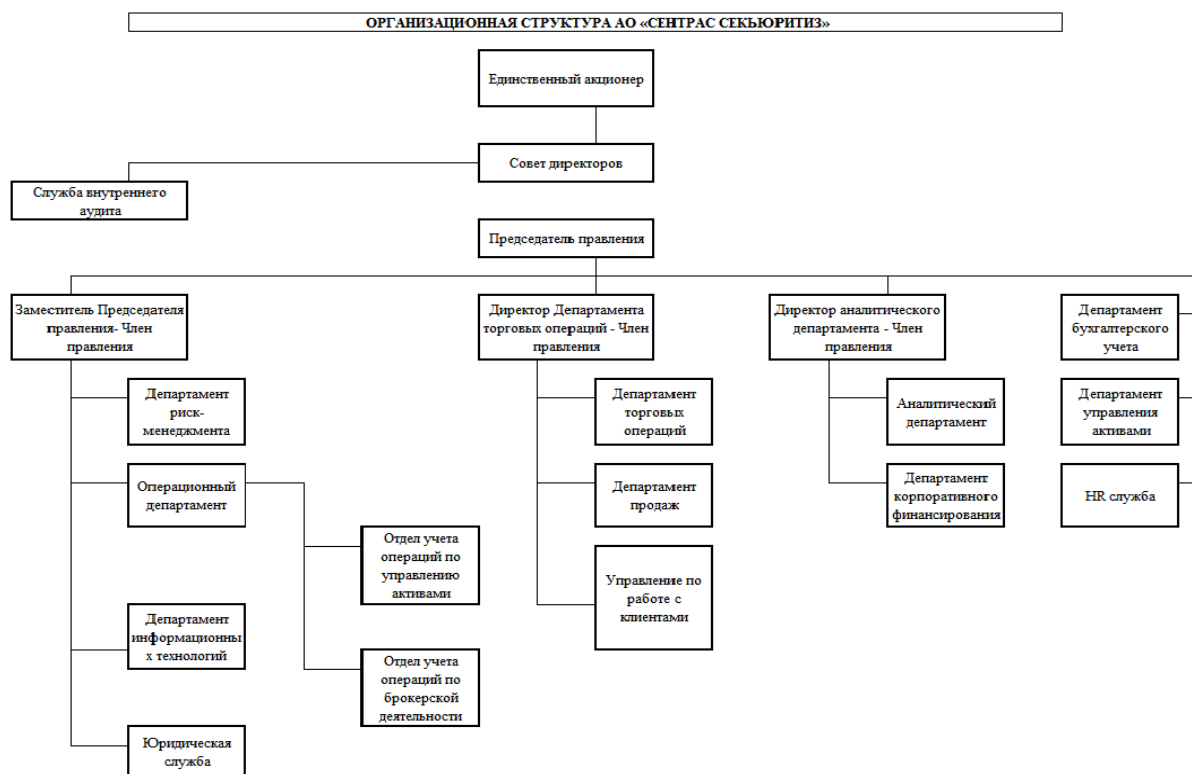 ОРГАНИЗАЦИОННАЯ СТРУКТУРА АО «СЕНТРАС СЕКЬЮРИТИЗ»
Единственный акционер
Совет директоров
Служба внутреннего
аудита
Председатель правления
Заместитель Председателя
правления- Член
правления
Директор Департамента
торговых операций - Член
правления
Директор аналитического
департамента - Член
правления
Департамент
бухгалтерского
учета
Департамент
риск-
менеджмента
Департамент
торговых
операций
Аналитический
департамент
Департамент
управления
активами
Операционный
департамент
Департамент
продаж
Департамент
корпоративного
финансирования
HR служба
Отдел учета
операций по
управлению
активами
Управление по
работе с
клиентами
Департамент
информационны
х технологий
Отдел учета
операций по
брокерской
деятельности
Юридическая
служба